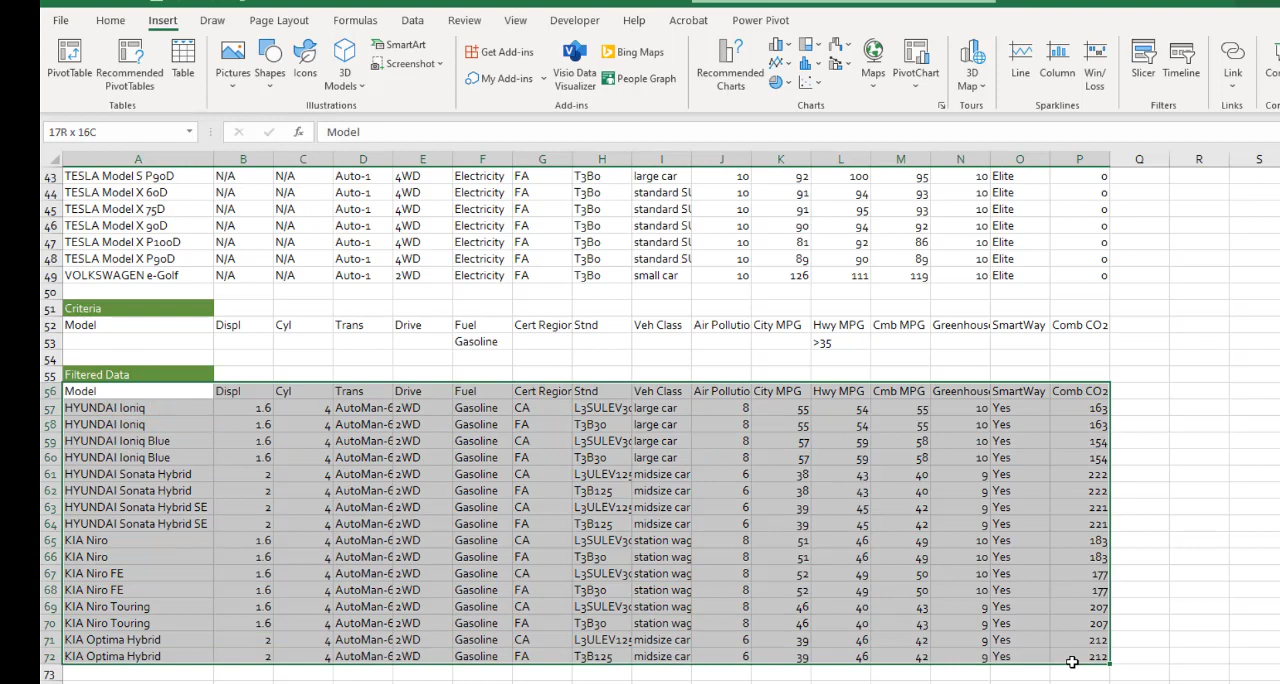 File Home Insert Draw Page Layout Formulas Data Review View Developer Help Acrobat Power Pivot
PivotTable Recommended PivotTables Table Pictures Shapes Icons 3D Models SmartArt Screenshot Get Add-ins My Add-ins Visio Data Visualizer Bing Maps People Graph Recommended Charts Maps PivotChart 3D Map Line Column Win/Loss Slicer Timeline Link
Tables Illustrations Add-ins Charts Tours Sparklines Filters Links
17R x 16C fx Model
A B C D E F G H I J K L M N O P Q R S
43 TESLA Model S P90D N/A N/A Auto-1 4WD Electricity FA T3B0 large car 10 92 100 95 10 Elite 0
44 TESLA Model X 60D N/A N/A Auto-1 4WD Electricity FA T3B0 standard SU 10 91 94 93 10 Elite 0
45 TESLA Model X 75D N/A N/A Auto-1 4WD Electricity FA T3B0 standard SU 10 91 95 93 10 Elite 0
46 TESLA Model X 90D N/A N/A Auto-1 4WD Electricity FA T3B0 standard SU 10 90 94 92 10 Elite 0
47 TESLA Model X P100D N/A N/A Auto-1 4WD Electricity FA T3B0 standard SU 10 81 92 86 10 Elite 0
48 TESLA Model X P90D N/A N/A Auto-1 4WD Electricity FA T3B0 standard SU 10 89 90 89 10 Elite 0
49 VOLKSWAGEN e-Golf N/A N/A Auto-1 2WD Electricity FA T3B0 small car 10 126 111 119 10 Elite 0
50
51 Criteria
52 Model Displ Cyl Trans Drive Fuel Cert Region Stnd Veh Class Air Pollutio City MPG Hwy MPG Cmb MPG Greenhouse SmartWay Comb CO2
53 Gasoline >35
54
55 Filtered Data
56 Model Displ Cyl Trans Drive Fuel Cert Region Stnd Veh Class Air Pollutio City MPG Hwy MPG Cmb MPG Greenhouse SmartWay Comb CO2
57 HYUNDAI Ioniq 1.6 4 AutoMan-6 2WD Gasoline CA L3SULEV30 large car 8 55 54 55 10 Yes 163
58 HYUNDAI Ioniq 1.6 4 AutoMan-6 2WD Gasoline FA T3B30 large car 8 55 54 55 10 Yes 163
59 HYUNDAI Ioniq Blue 1.6 4 AutoMan-6 2WD Gasoline CA L3SULEV30 large car 8 57 59 58 10 Yes 154
60 HYUNDAI Ioniq Blue 1.6 4 AutoMan-6 2WD Gasoline FA T3B30 large car 8 57 59 58 10 Yes 154
61 HYUNDAI Sonata Hybrid 2 4 AutoMan-6 2WD Gasoline CA L3ULEV125 midsize car 6 38 43 40 9 Yes 222
62 HYUNDAI Sonata Hybrid 2 4 AutoMan-6 2WD Gasoline FA T3B125 midsize car 6 38 43 40 9 Yes 222
63 HYUNDAI Sonata Hybrid SE 2 4 AutoMan-6 2WD Gasoline CA L3ULEV125 midsize car 6 39 45 42 9 Yes 221
64 HYUNDAI Sonata Hybrid SE 2 4 AutoMan-6 2WD Gasoline FA T3B125 midsize car 6 39 45 42 9 Yes 221
65 KIA Niro 1.6 4 AutoMan-6 2WD Gasoline CA L3SULEV30 station wag 8 51 46 49 10 Yes 183
66 KIA Niro 1.6 4 AutoMan-6 2WD Gasoline FA T3B30 station wag 8 51 46 49 10 Yes 183
67 KIA Niro FE 1.6 4 AutoMan-6 2WD Gasoline CA L3SULEV30 station wag 8 52 49 50 10 Yes 177
68 KIA Niro FE 1.6 4 AutoMan-6 2WD Gasoline FA T3B30 station wag 8 52 49 50 10 Yes 177
69 KIA Niro Touring 1.6 4 AutoMan-6 2WD Gasoline CA L3SULEV30 station wag 8 46 40 43 9 Yes 207
70 KIA Niro Touring 1.6 4 AutoMan-6 2WD Gasoline FA T3B30 station wag 8 46 40 43 9 Yes 207
71 KIA Optima Hybrid 2 4 AutoMan-6 2WD Gasoline CA L3ULEV125 midsize car 6 39 46 42 9 Yes 212
72 KIA Optima Hybrid 2 4 AutoMan-6 2WD Gasoline FA T3B125 midsize car 6 39 46 42 9 Yes 212
73